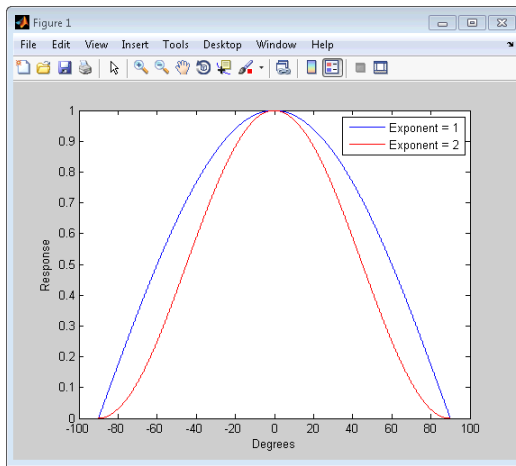 Figure 1
File Edit View Insert Tools Desktop Window Help
1
0.9
0.8
0.7
0.6
0.5
0.4
0.3
0.2
0.1
0
Response
Exponent = 1
Exponent = 2
-100 -80 -60 -40 -20 0 20 40 60 80 100
Degrees